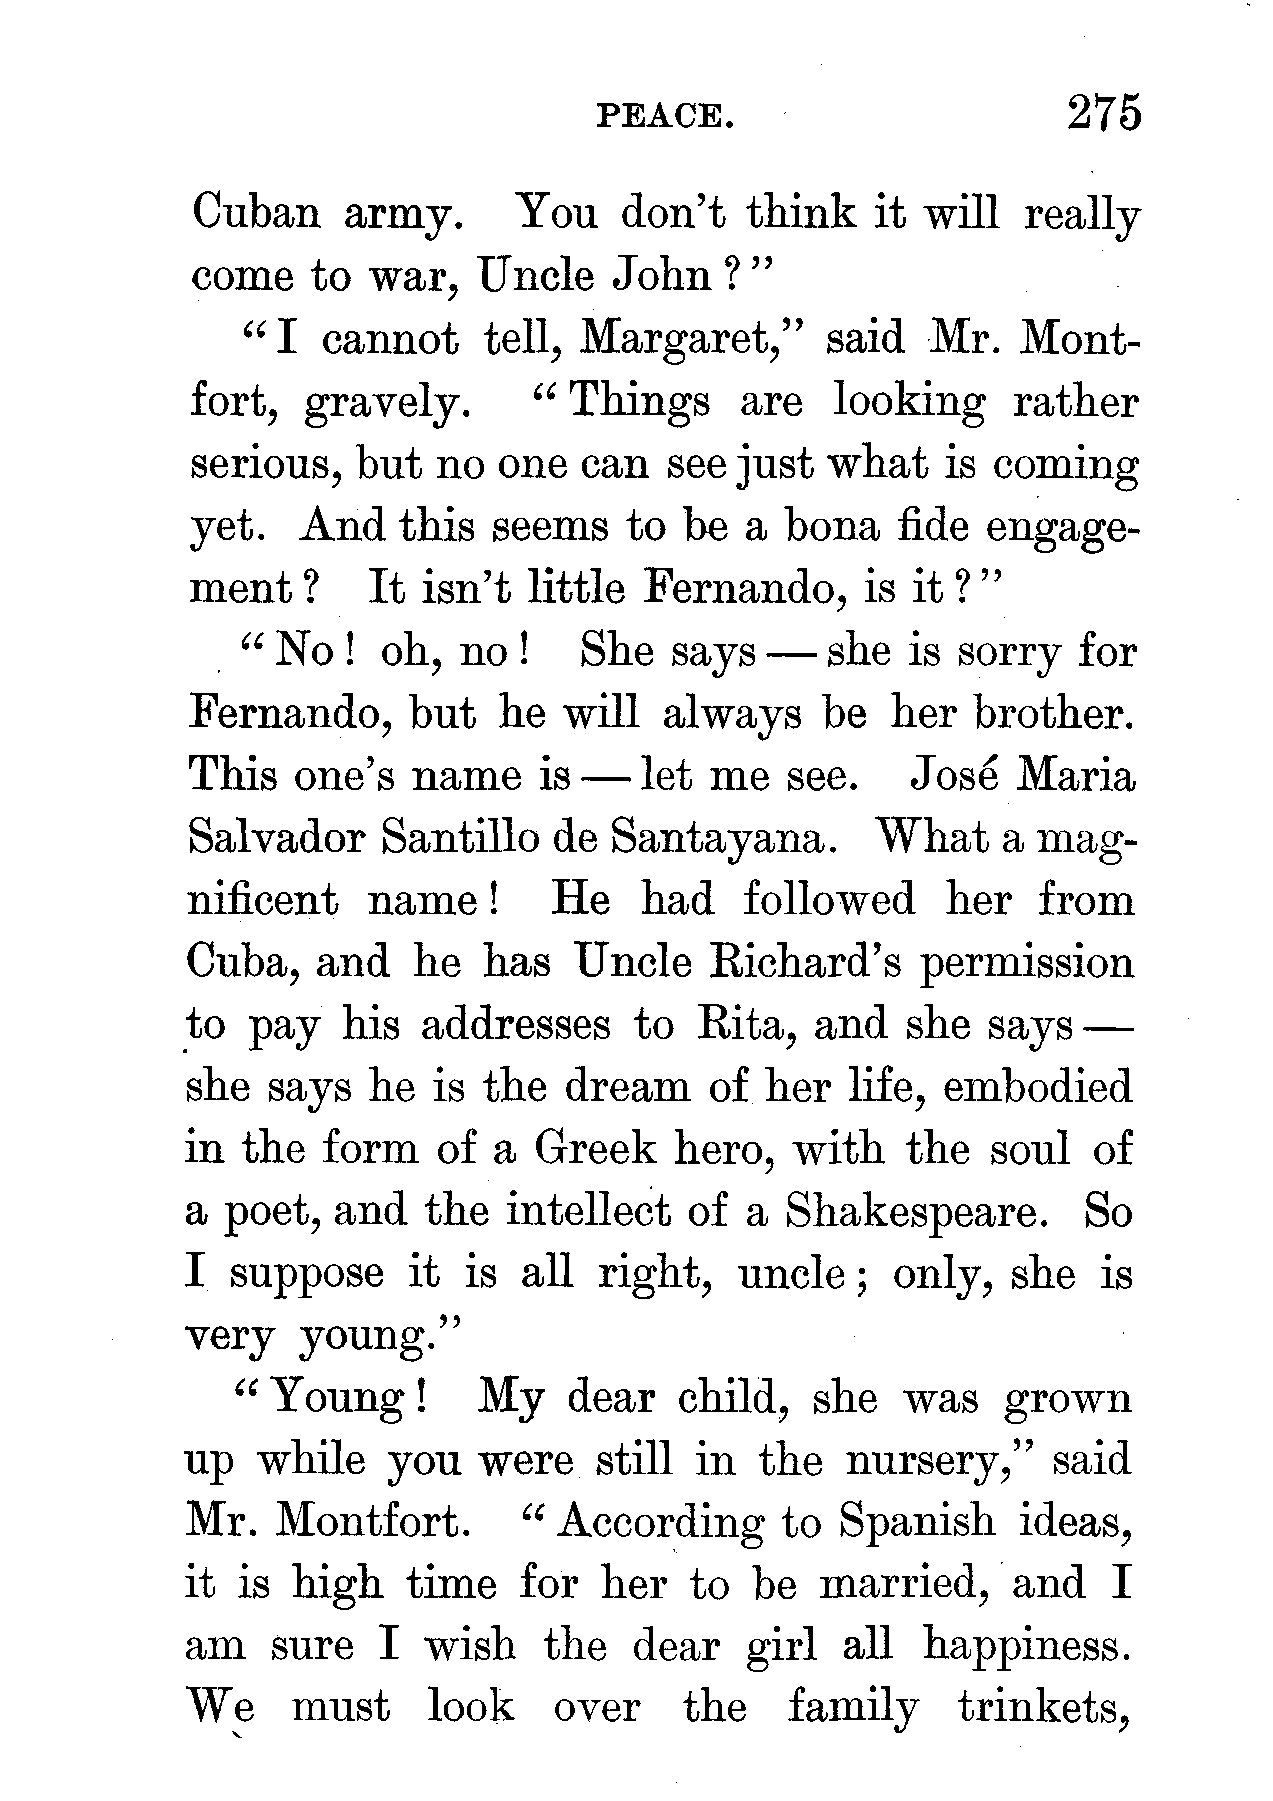 PEACE. 275
Cuban army. You don't think it will really
come to war, Uncle John?"
"I cannot tell, Margaret," said Mr. Mont-
fort, gravely. "Things are looking rather
serious, but no one can see just what is coming
yet. And this seems to be a bona fide engage-
ment? It isn't little Fernando, is it?"
"No! oh, no! She says — she is sorry for
Fernando, but he will always be her brother.
This one's name is — let me see. José Maria
Salvador Santillo de Santayana. What a mag-
nificent name! He had followed her from
Cuba, and he has Uncle Richard's permission
to pay his addresses to Rita, and she says —
she says he is the dream of her life, embodied
in the form of a Greek hero, with the soul of
a poet, and the intellect of a Shakespeare. So
I suppose it is all right, uncle; only, she is
very young."
"Young! My dear child, she was grown
up while you were still in the nursery," said
Mr. Montfort. "According to Spanish ideas,
it is high time for her to be married, and I
am sure I wish the dear girl all happiness.
We must look over the family trinkets,